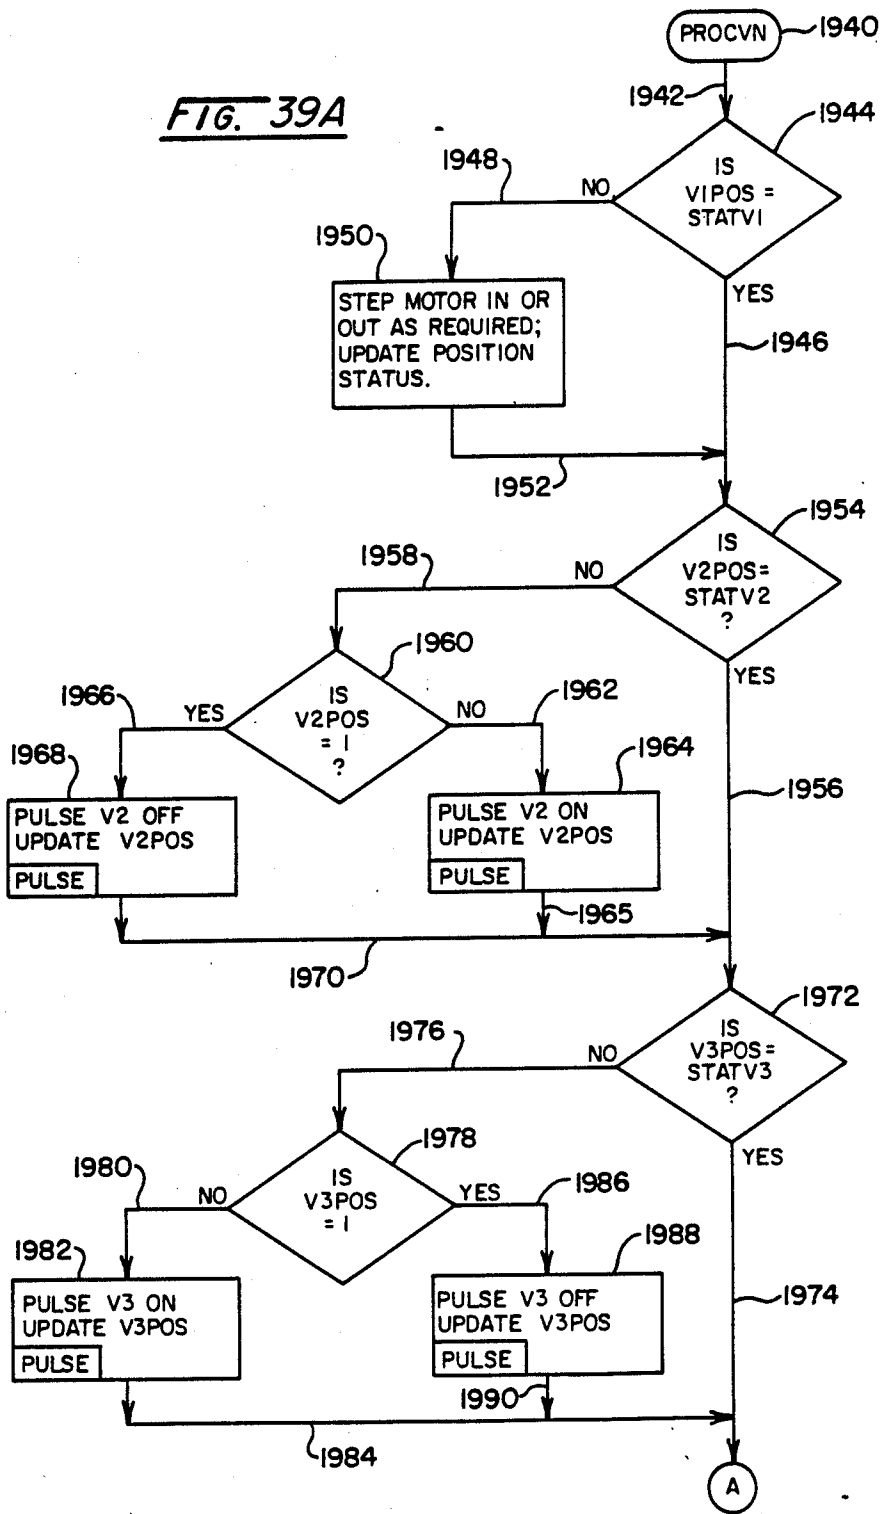 PROCVN
1940
1942
FIG. 39A
1944
IS
V1POS =
STATV1
1948
NO
YES
1950
STEP MOTOR IN OR
OUT AS REQUIRED;
UPDATE POSITION
STATUS.
1946
1952
1954
IS
V2POS=
STATV2
?
1958
NO
YES
1960
IS
V2POS
= 1
?
1966
YES
NO
1962
1968
PULSE V2 OFF
UPDATE V2POS
PULSE
1964
PULSE V2 ON
UPDATE V2POS
PULSE
1956
1965
1970
1972
IS
V3POS=
STATV3
?
1976
NO
YES
1978
IS
V3POS
= 1
1980
NO
YES
1986
1982
PULSE V3 ON
UPDATE V3POS
PULSE
1988
PULSE V3 OFF
UPDATE V3POS
PULSE
1974
1990
1984
A